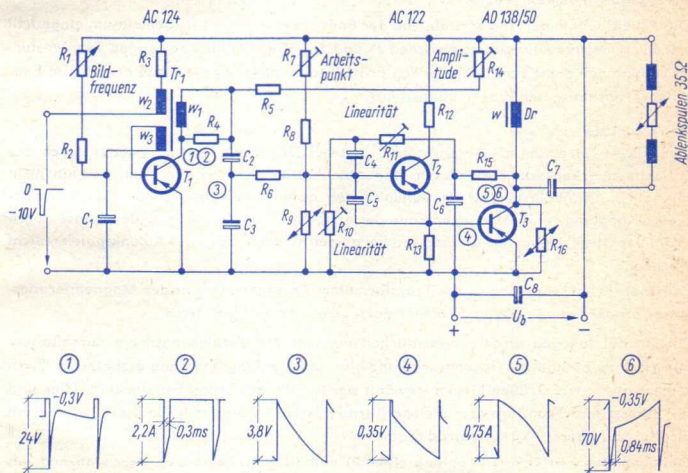 AC 124
AC 122
AD 138/50
R1
Bild-
frequenz
R3
Tr1
w2
w1
w3
R2
R4
R5
R7
Arbeits-
punkt
R8
Linearität
Ampli-
tude
R14
R12
w
Dr
Ablenkspulen 35 Ω
① ②
T1
C2
③
R6
C4
R11
T2
R15
C7
⑤⑥
C1
C3
R9
R10
C5
C6
Linearität
④
T3
R13
R16
0
-10V
C8
+
Ub
−
①
②
③
④
⑤
⑥
-0,3V
24V
2,2A
0,3ms
3,8V
0,35V
0,75A
70V
-0,35V
0,84ms